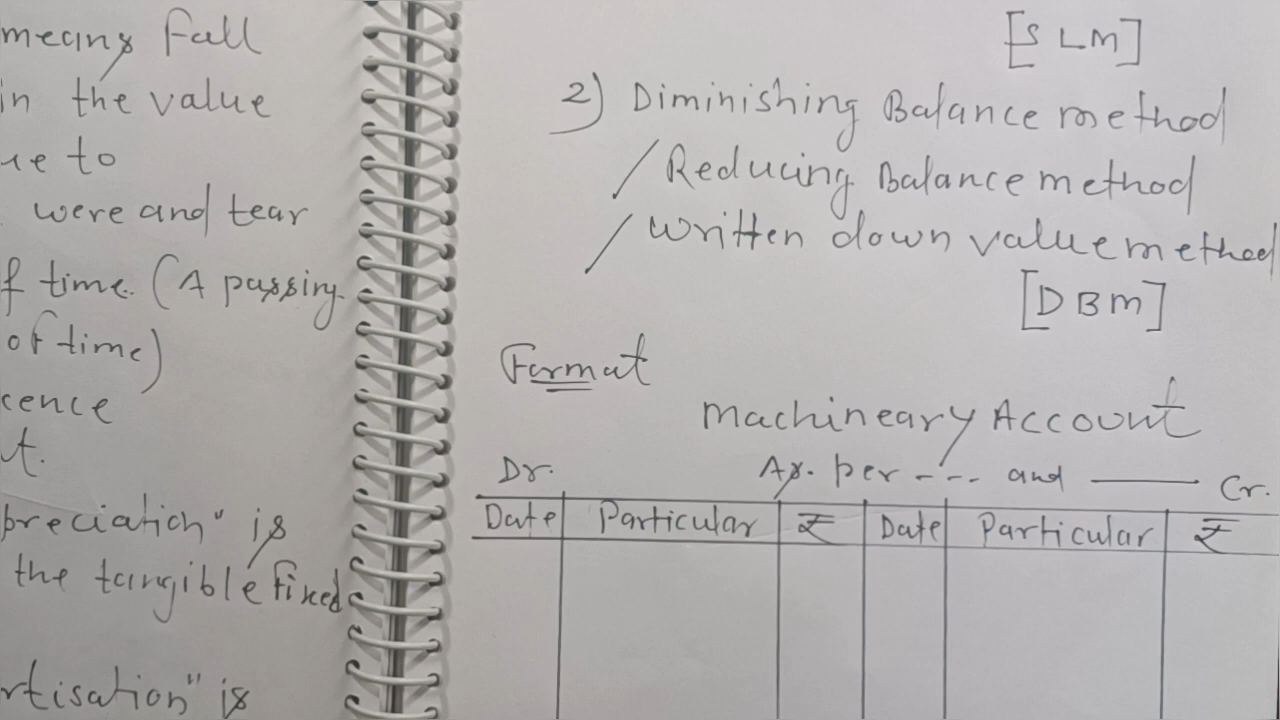 means fall
in the value
ue to
were and tear
f time. (A passing
of time)
cence
t.
preciation" is
the tangible fixed
rtisation" is
[SLM]
2) Diminishing Balance method
/ Reducing Balance method
/ Written down value method
[DBM]
Format
Machineary Account
Dr. As. per --- and ——— Cr.
Date Particular ₹ Date Particular ₹